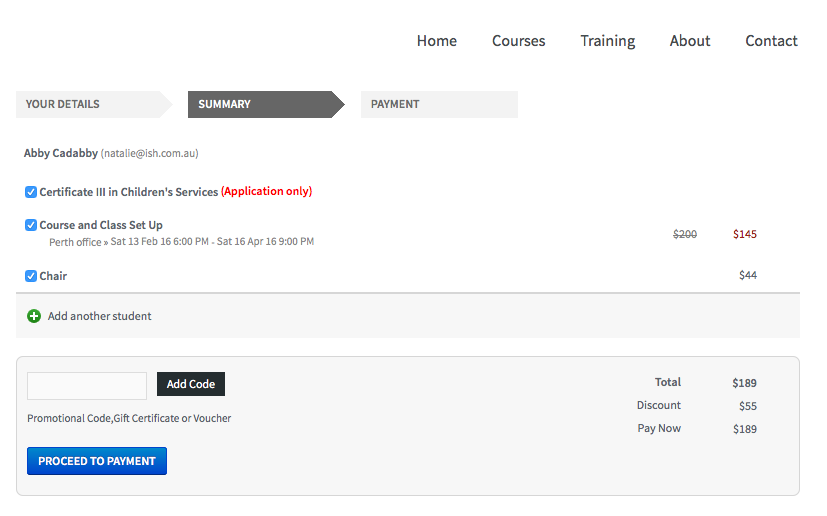 Home Courses Training About Contact
YOUR DETAILS SUMMARY PAYMENT
Abby Cadabby (natalie@ish.com.au)
Certificate III in Children's Services (Application only)
Course and Class Set Up
Perth office » Sat 13 Feb 16 6:00 PM - Sat 16 Apr 16 9:00 PM $200 $145
Chair $44
Add another student
Add Code Total $189
Discount $55
Promotional Code,Gift Certificate or Voucher
Pay Now $189
PROCEED TO PAYMENT